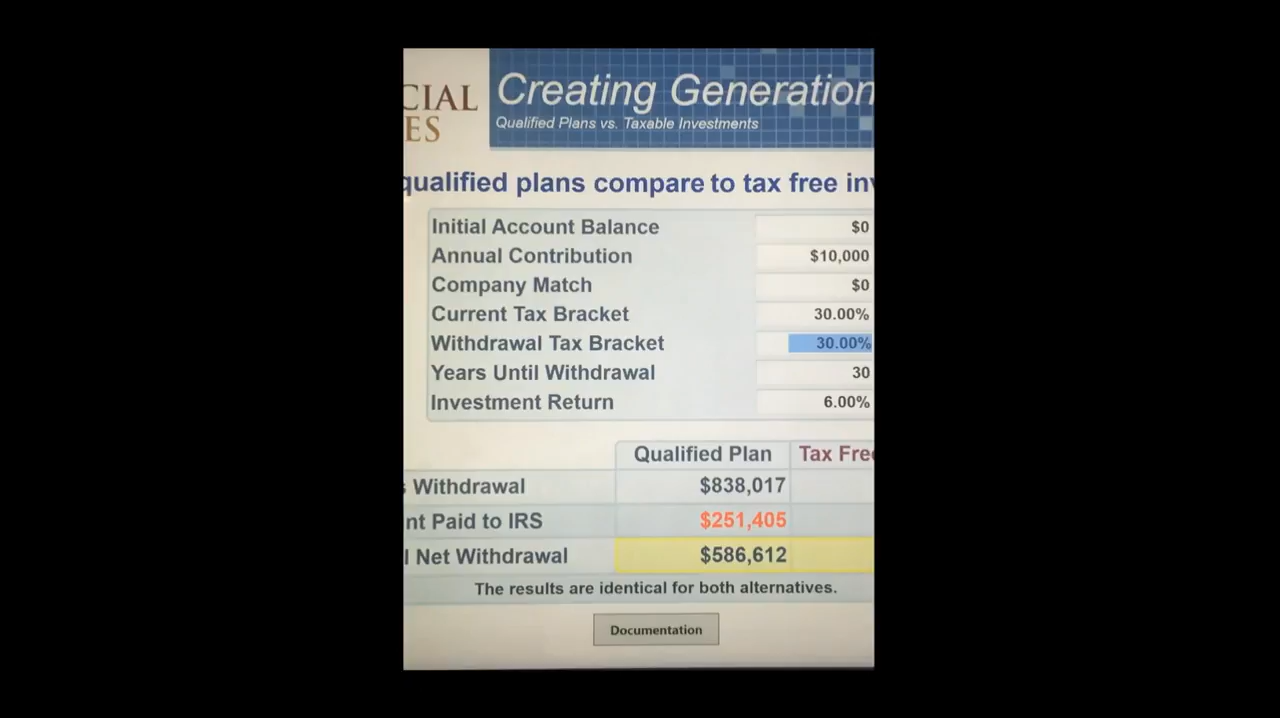 CIAL
ES
Creating Generation
Qualified Plans vs. Taxable Investments
qualified plans compare to tax free inv
Initial Account Balance $0
Annual Contribution $10,000
Company Match $0
Current Tax Bracket 30.00%
Withdrawal Tax Bracket 30.00%
Years Until Withdrawal 30
Investment Return 6.00%
Qualified Plan Tax Free
s Withdrawal $838,017
nt Paid to IRS $251,405
l Net Withdrawal $586,612
The results are identical for both alternatives.
Documentation